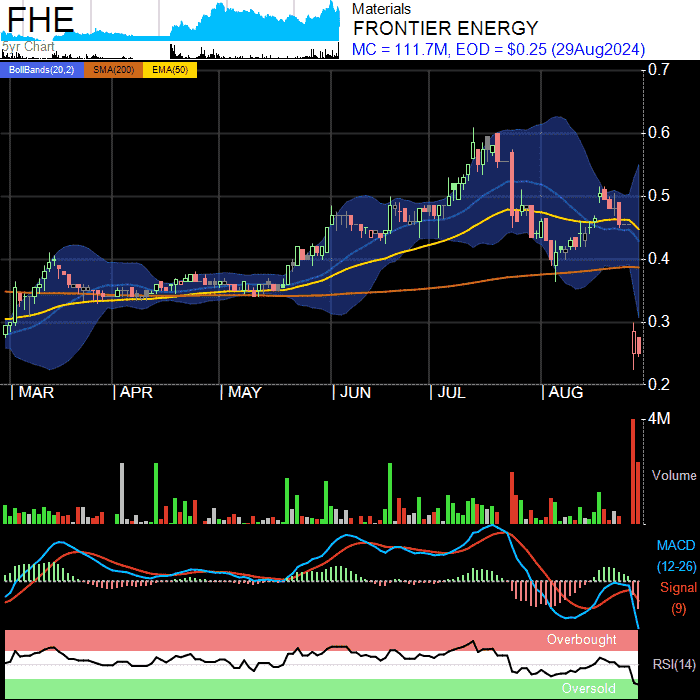 FHE
5yr Chart
Materials
FRONTIER ENERGY
MC = 111.7M, EOD = $0.25 (29Aug2024)
BollBands(20,2) SMA(200) EMA(50)
0.7
0.6
0.5
0.4
0.3
0.2
MAR APR MAY JUN JUL AUG
4M
Volume
MACD
(12-26)
Signal
(9)
Overbought
RSI(14)
Oversold